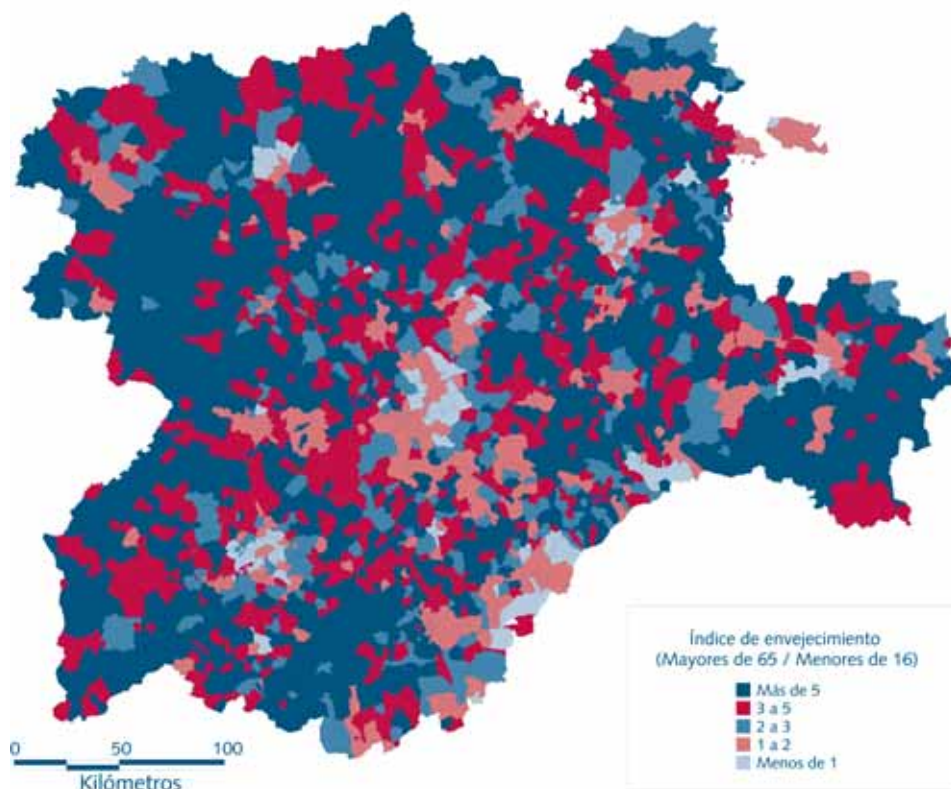 Índice de envejecimiento
(Mayores de 65 / Menores de 16)
Más de 5
3 a 5
2 a 3
1 a 2
Menos de 1
0 50 100
Kilómetros